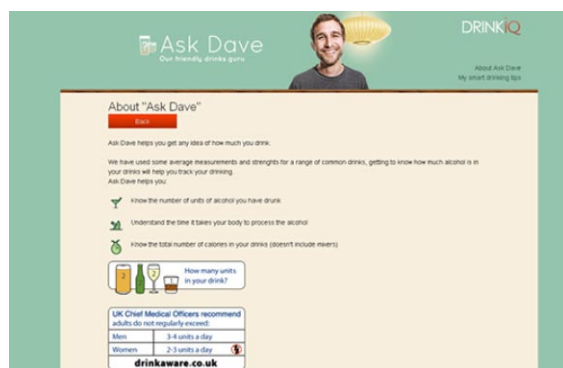 Ask Dave
Our friendly drinks guru
DRINKiQ
About Ask Dave
My smart drinking tips
About "Ask Dave"
Back
Ask Dave helps you get any idea of how much you drink.
We have used some average measurements and strenghts for a range of common drinks, getting to know how much alcohol is in
your drinks will help you track your drinking.
Ask Dave helps you:
Know the number of units of alcohol you have drunk
Understand the time it takes your body to process the alcohol
Know the total number of calories in your drinks (doesn't include mixers)
2 2 1 How many units
in your drink?
UK Chief Medical Officers recommend
adults do not regularly exceed:
Men 3-4 units a day
Women 2-3 units a day
drinkaware.co.uk